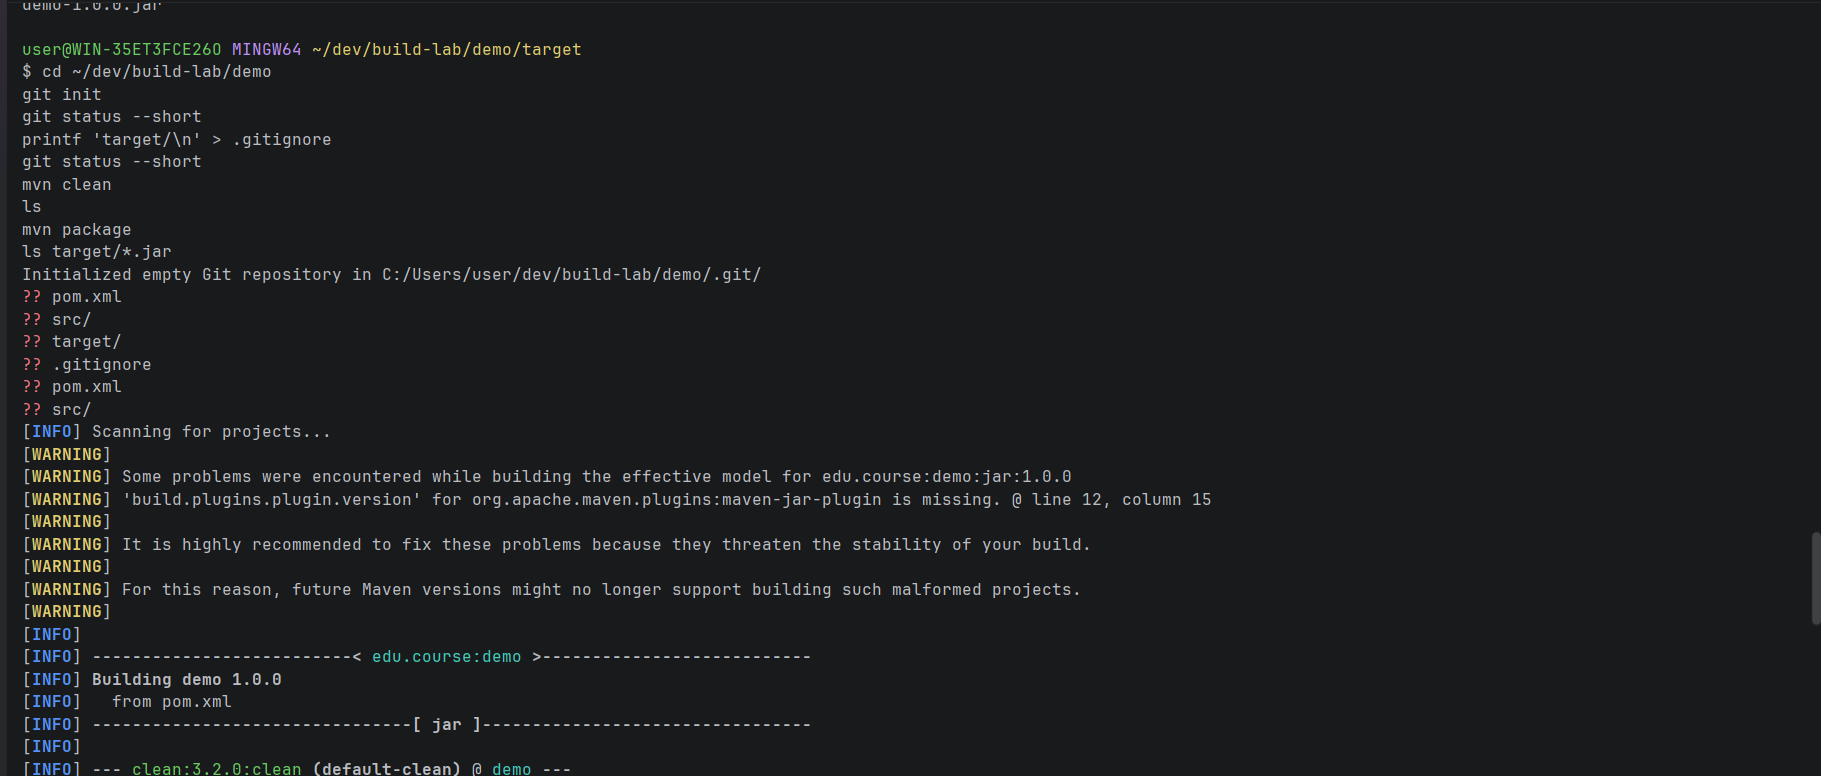 demo-1.0.0.jar
user@WIN-35ET3FCE26O MINGW64 ~/dev/build-lab/demo/target
$ cd ~/dev/build-lab/demo
git init
git status --short
printf 'target/\n' > .gitignore
git status --short
mvn clean
ls
mvn package
ls target/*.jar
Initialized empty Git repository in C:/Users/user/dev/build-lab/demo/.git/
?? pom.xml
?? src/
?? target/
?? .gitignore
?? pom.xml
?? src/
[INFO] Scanning for projects...
[WARNING]
[WARNING] Some problems were encountered while building the effective model for edu.course:demo:jar:1.0.0
[WARNING] 'build.plugins.plugin.version' for org.apache.maven.plugins:maven-jar-plugin is missing. @ line 12, column 15
[WARNING]
[WARNING] It is highly recommended to fix these problems because they threaten the stability of your build.
[WARNING]
[WARNING] For this reason, future Maven versions might no longer support building such malformed projects.
[WARNING]
[INFO]
[INFO] --------------------------< edu.course:demo >---------------------------
[INFO] Building demo 1.0.0
[INFO]   from pom.xml
[INFO] --------------------------------[ jar ]---------------------------------
[INFO]
[INFO] --- clean:3.2.0:clean (default-clean) @ demo ---